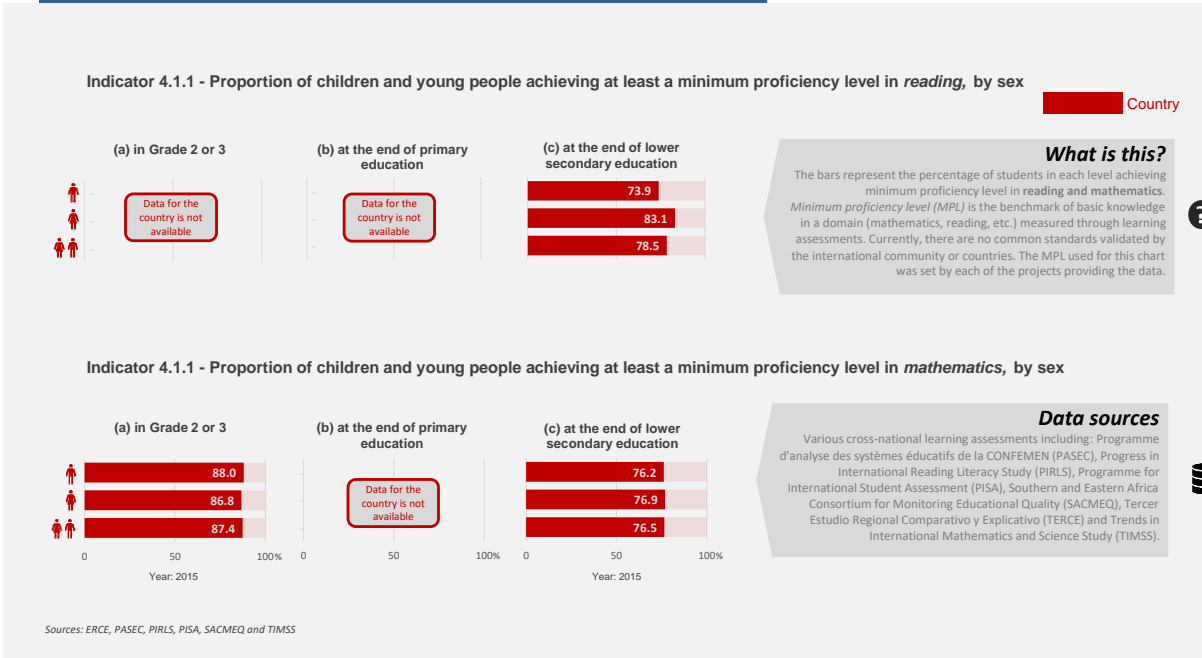 Indicator 4.1.1 - Proportion of children and young people achieving at least a minimum proficiency level in reading, by sex
Country
(a) in Grade 2 or 3
(b) at the end of primary
education
(c) at the end of lower
secondary education
Data for the
country is not
available
Data for the
country is not
available
73.9
83.1
78.5
What is this?
The bars represent the percentage of students in each level achieving
minimum proficiency level in reading and mathematics.
Minimum proficiency level (MPL) is the benchmark of basic knowledge
in a domain (mathematics, reading, etc.) measured through learning
assessments. Currently, there are no common standards validated by
the international community or countries. The MPL used for this chart
was set by each of the projects providing the data.
?
Indicator 4.1.1 - Proportion of children and young people achieving at least a minimum proficiency level in mathematics, by sex
(a) in Grade 2 or 3
(b) at the end of primary
education
(c) at the end of lower
secondary education
88.0
86.8
87.4
0 50 100%
Year: 2015
Data for the
country is not
available
0 50 100%
76.2
76.9
76.5
0 50 100%
Year: 2015
Data sources
Various cross-national learning assessments including: Programme
d'analyse des systèmes éducatifs de la CONFEMEN (PASEC), Progress in
International Reading Literacy Study (PIRLS), Programme for
International Student Assessment (PISA), Southern and Eastern Africa
Consortium for Monitoring Educational Quality (SACMEQ), Tercer
Estudio Regional Comparativo y Explicativo (TERCE) and Trends in
International Mathematics and Science Study (TIMSS).
Sources: ERCE, PASEC, PIRLS, PISA, SACMEQ and TIMSS